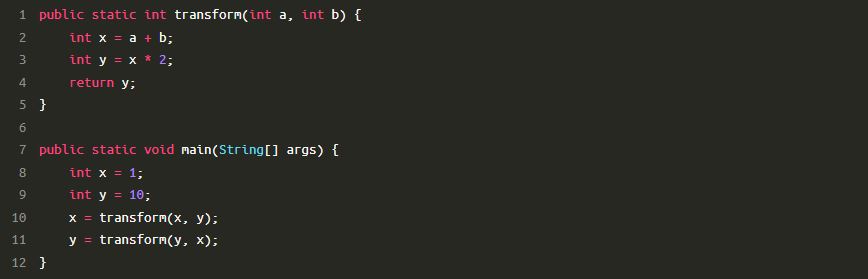 1 public static int transform(int a, int b) {
2     int x = a + b;
3     int y = x * 2;
4     return y;
5 }
6
7 public static void main(String[] args) {
8     int x = 1;
9     int y = 10;
10     x = transform(x, y);
11     y = transform(y, x);
12 }